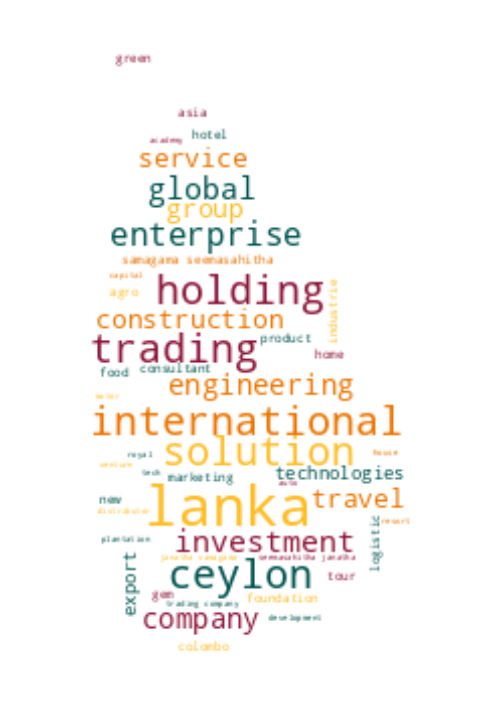 green
asia
academy hotel
service
global
group
enterprise
samagama seemasahitha
capital
agro holding industrie
construction
trading product
home
food consultant
engineering
motor
international
solution
royal house
venture
tech marketing technologies
auto
new lanka travel
distributor
resort
plantation investment logistic
janatha samagama seemasahitha janatha
export ceylon tour
gem
trading company foundation
company development
colombo